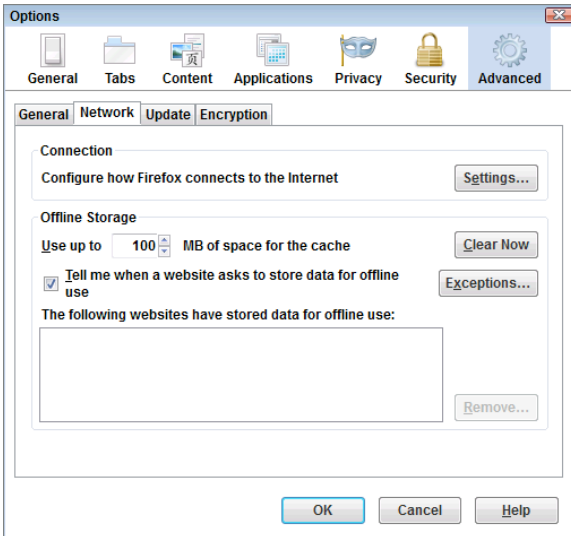 Options
General Tabs Content Applications Privacy Security Advanced
General Network Update Encryption
Connection
Configure how Firefox connects to the Internet Settings...
Offline Storage
Use up to 100 MB of space for the cache Clear Now
Tell me when a website asks to store data for offline
use
Exceptions...
The following websites have stored data for offline use:
Remove...
OK Cancel Help